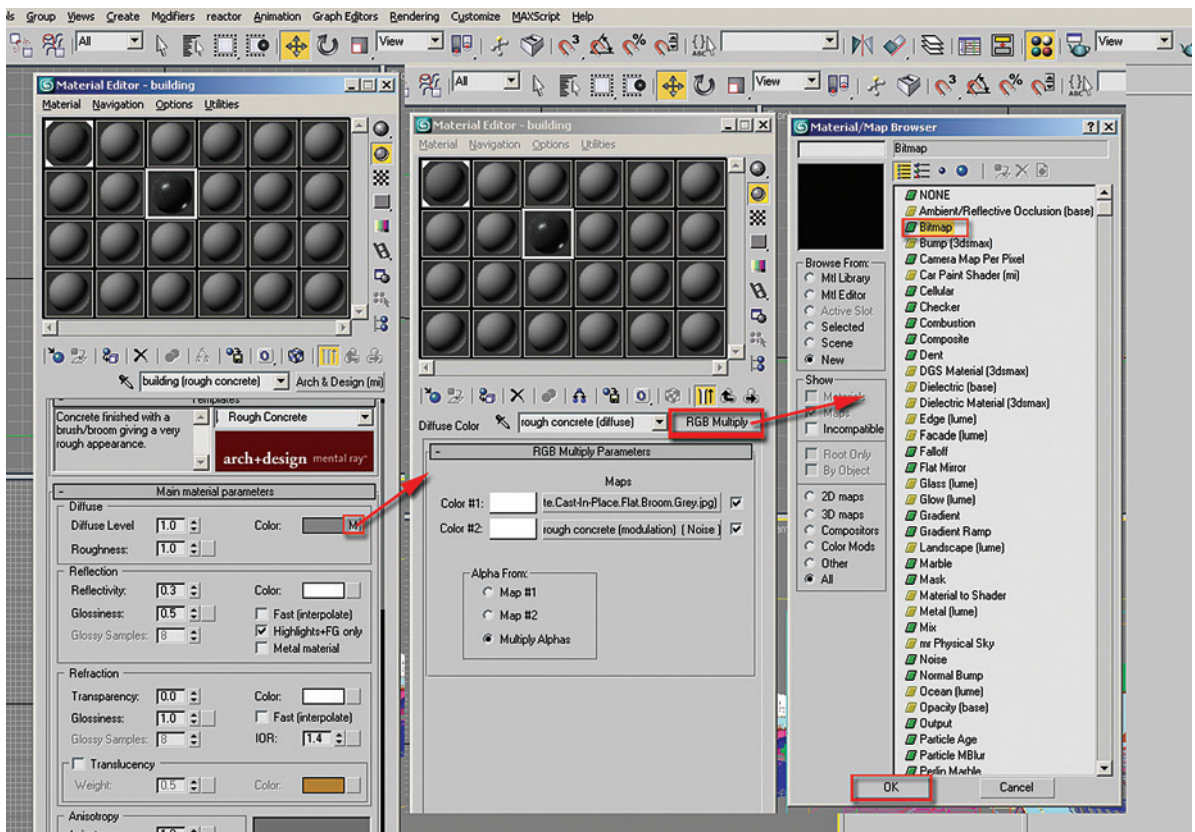 Group Views Create Modifiers reactor Animation Graph Editors Rendering Customize MAXScript Help
All
View
View
Material Editor - building
Material Navigation Options Utilities
building (rough concrete)
Arch & Design (mi)
Templates
Concrete finished with a
brush/broom giving a very
rough appearance.
Rough Concrete
arch+design mental ray
Main material parameters
Diffuse
Diffuse Level 1.0 Color: M
Roughness: 1.0
Reflection
Reflectivity: 0.3 Color:
Glossiness: 0.5 Fast (interpolate)
Glossy Samples: 8 Highlights+FG only
Metal material
Refraction
Transparency: 0.0 Color:
Glossiness: 1.0 Fast (interpolate)
Glossy Samples: 8 IOR: 1.4
Translucency
Weight: 0.5 Color:
Anisotropy
All
View
Material Editor - building
Material Navigation Options Utilities
Diffuse Color rough concrete (diffuse) RGB Multiply
RGB Multiply Parameters
Maps
Color #1: te.Cast-In-Place.Flat.Broom.Grey.jpg)
Color #2: rough concrete (modulation) ( Noise )
Alpha From:
Map #1
Map #2
Multiply Alphas
Material/Map Browser
Bitmap
Browse From:
Mtl Library
Mtl Editor
Active Slot
Selected
Scene
New
Show
Materials
Maps
Incompatible
Root Only
By Object
2D maps
3D maps
Compositors
Color Mods
Other
All
NONE
Ambient/Reflective Occlusion (base)
Bitmap
Bump (3dsmax)
Camera Map Per Pixel
Car Paint Shader (mi)
Cellular
Checker
Combustion
Composite
Dent
DGS Material (3dsmax)
Dielectric (base)
Dielectric Material (3dsmax)
Edge (lume)
Facade (lume)
Falloff
Flat Mirror
Glass (lume)
Glow (lume)
Gradient
Gradient Ramp
Landscape (lume)
Marble
Mask
Material to Shader
Metal (lume)
Mix
mr Physical Sky
Noise
Normal Bump
Ocean (lume)
Opacity (base)
Output
Particle Age
Particle MBlur
Perlin Marble
OK
Cancel